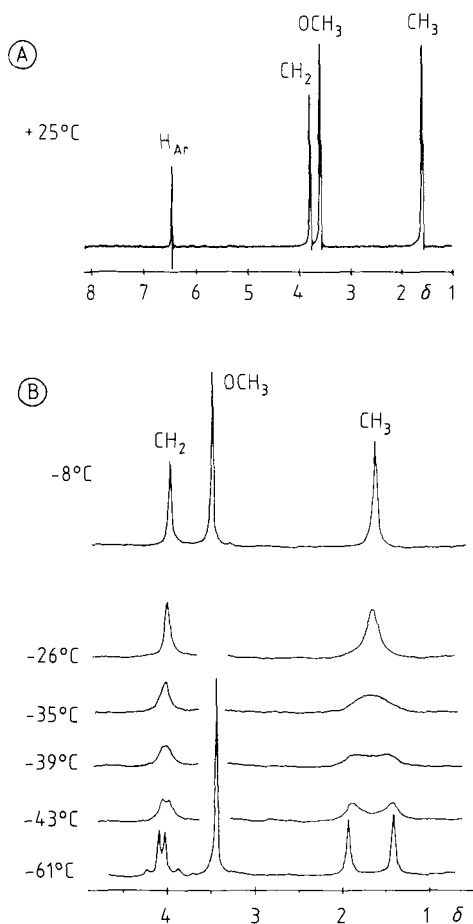 A
OCH3
CH3
CH2
+25°C
HAr
8 7 6 5 4 3 2 δ 1
B
OCH3
CH2
CH3
-8°C
-26°C
-35°C
-39°C
-43°C
-61°C
4 3 2 1 δ